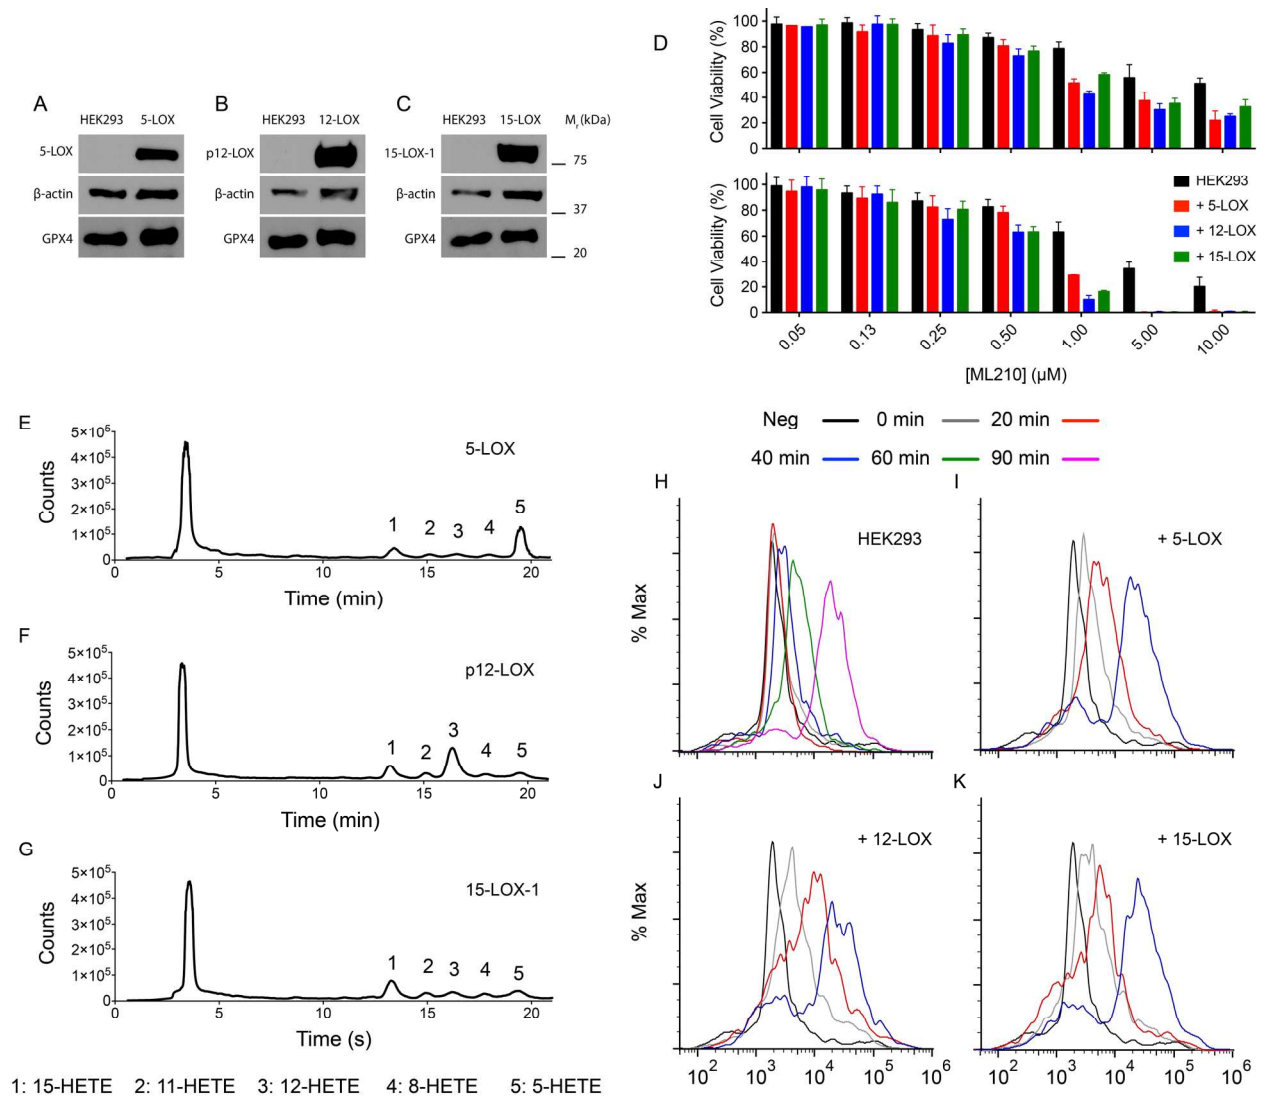 A
HEK293 5-LOX
5-LOX
β-actin
GPX4
B
HEK293 12-LOX
p12-LOX
β-actin
GPX4
C
HEK293 15-LOX
Mr(kDa)
15-LOX-1
75
β-actin
37
GPX4
20
D
Cell Viability (%)
100
80
60
40
20
0
Cell Viability (%)
100
80
60
40
20
0
HEK293
+ 5-LOX
+ 12-LOX
+ 15-LOX
0.05 0.13 0.25 0.50 1.00 5.00 10.00
[ML210] (µM)
E
5-LOX
Counts
5×10⁶
4×10⁵
3×10⁵
2×10⁵
1×10⁵
0
1 2 3 4 5
0 5 10 15 20
Time (min)
F
p12-LOX
Counts
5×10⁵
4×10⁵
3×10⁵
2×10⁵
1×10⁵
0
1 2 3 4 5
0 5 10 15 20
Time (min)
G
15-LOX-1
Counts
5×10⁵
4×10⁵
3×10⁵
2×10⁵
1×10⁵
0
1 2 3 4 5
0 5 10 15 20
Time (s)
1: 15-HETE 2: 11-HETE 3: 12-HETE 4: 8-HETE 5: 5-HETE
Neg 0 min 20 min
40 min 60 min 90 min
H
HEK293
% Max
I
+ 5-LOX
J
+ 12-LOX
% Max
10² 10³ 10⁴ 10⁵ 10⁶
K
+ 15-LOX
10² 10³ 10⁴ 10⁵ 10⁶